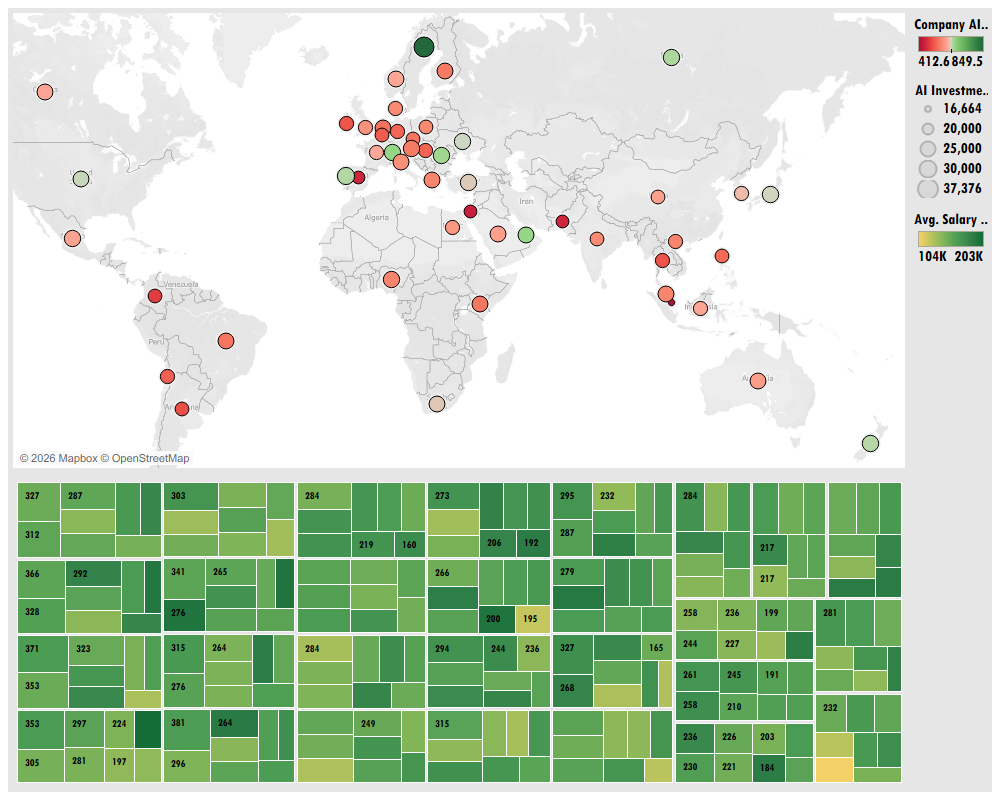 Company AI..
412.6 849.5
AI Investme..
16,664
20,000
25,000
30,000
37,376
Avg. Salary ..
104K 203K
Iran
Algeria
Venezuela
Peru
© 2026 Mapbox © OpenStreetMap
327 287 303 284 273 295 232 284
312 219 160 206 192 287 217
366 292 341 265 266 279 217
328 276 200 195 258 236 199 281
371 323 315 264 284 294 244 236 327 165 244 227
353 276 268 261 245 191
353 297 224 381 264 249 315 258 210 232
305 281 197 296 236 226 203
230 221 184